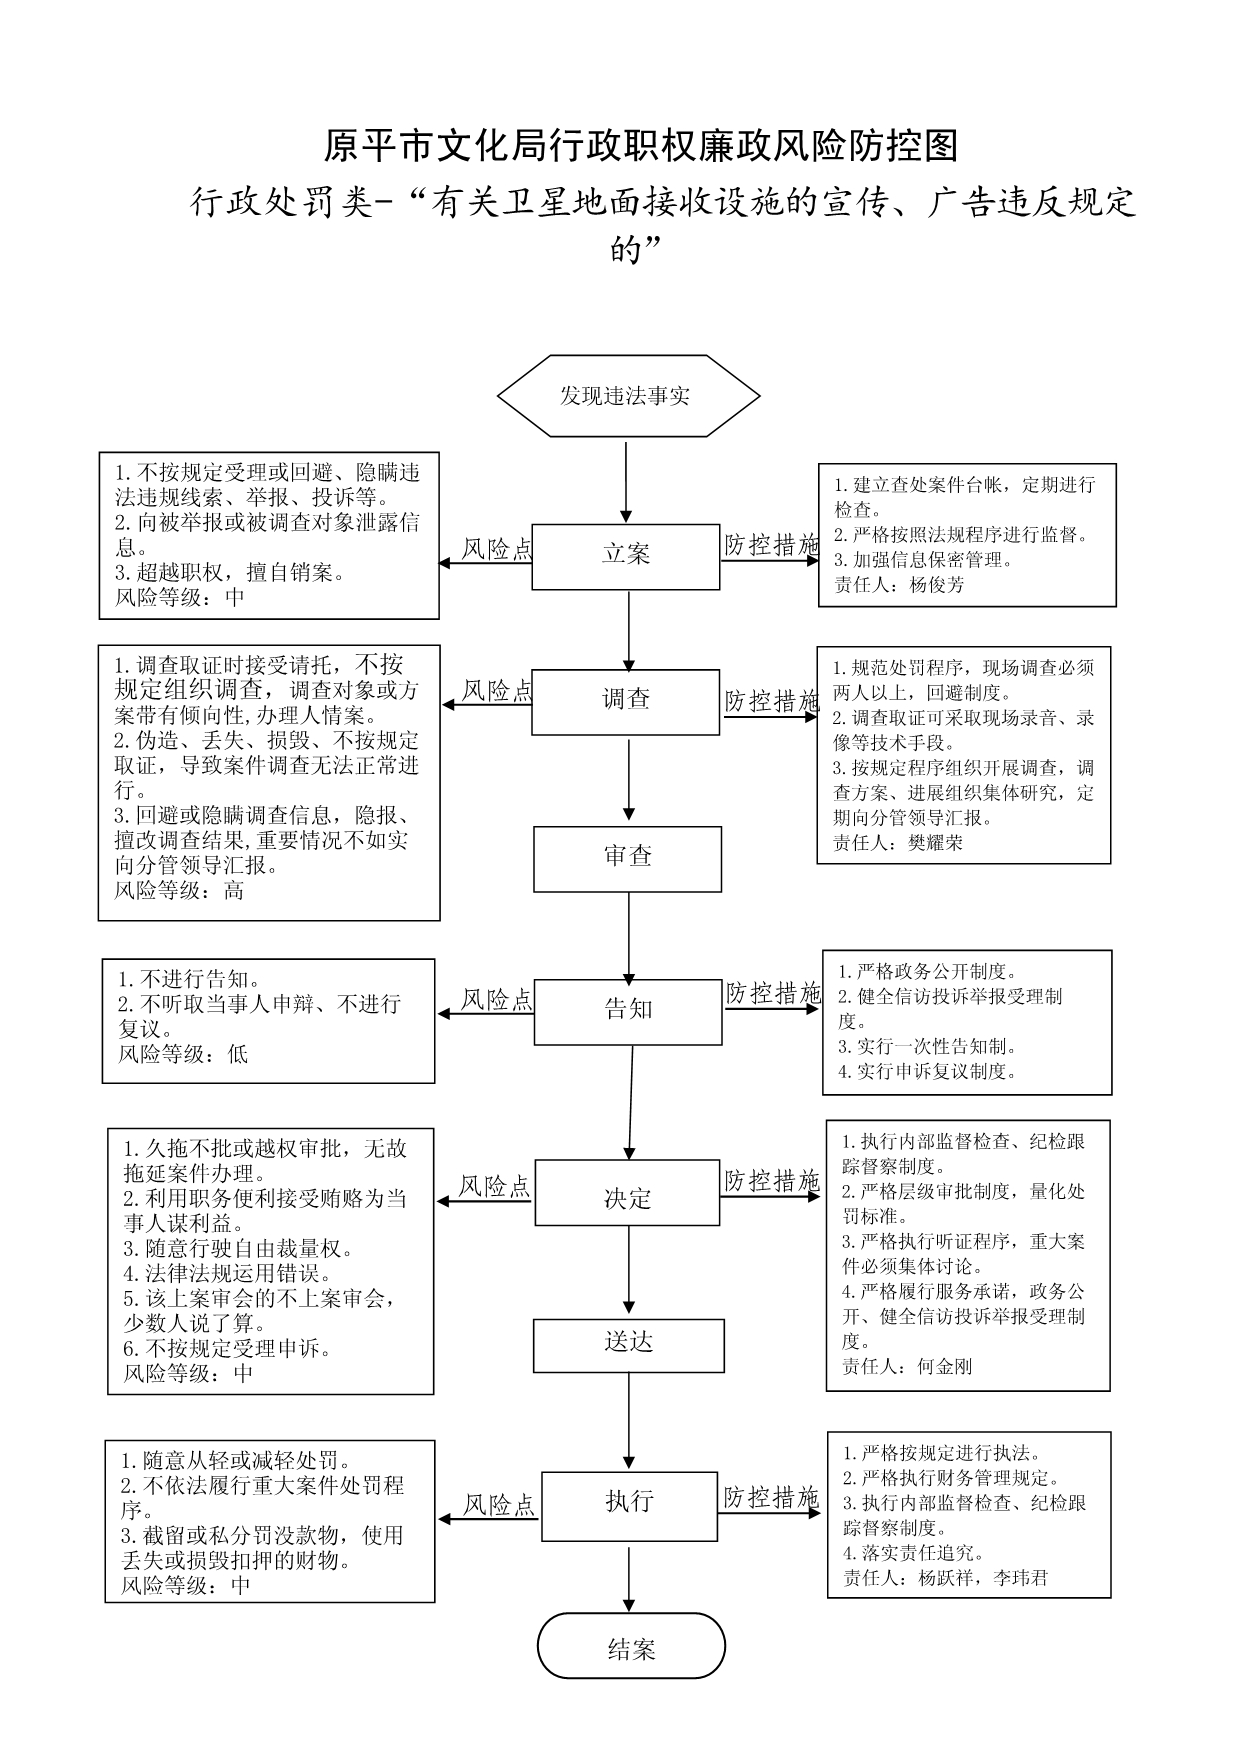 原平市文化局行政职权廉政风险防控图
行政处罚类-“有关卫星地面接收设施的宣传、广告违反规定
的”
发现违法事实
1.不按规定受理或回避、隐瞒违
法违规线索、举报、投诉等。
2.向被举报或被调查对象泄露信
息。
3.超越职权，擅自销案。
风险等级：中
风险点
立案
防控措施
1.建立查处案件台帐，定期进行
检查。
2.严格按照法规程序进行监督。
3.加强信息保密管理。
责任人：杨俊芳
1.调查取证时接受请托，不按
规定组织调查，调查对象或方
案带有倾向性,办理人情案。
2.伪造、丢失、损毁、不按规定
取证，导致案件调查无法正常进
行。
3.回避或隐瞒调查信息，隐报、
擅改调查结果,重要情况不如实
向分管领导汇报。
风险等级：高
风险点
调查
防控措施
1.规范处罚程序，现场调查必须
两人以上，回避制度。
2.调查取证可采取现场录音、录
像等技术手段。
3.按规定程序组织开展调查，调
查方案、进展组织集体研究，定
期向分管领导汇报。
责任人：樊耀荣
审查
1.不进行告知。
2.不听取当事人申辩、不进行
复议。
风险等级：低
风险点
告知
防控措施
1.严格政务公开制度。
2.健全信访投诉举报受理制
度。
3.实行一次性告知制。
4.实行申诉复议制度。
1.久拖不批或越权审批，无故
拖延案件办理。
2.利用职务便利接受贿赂为当
事人谋利益。
3.随意行驶自由裁量权。
4.法律法规运用错误。
5.该上案审会的不上案审会，
少数人说了算。
6.不按规定受理申诉。
风险等级：中
风险点
决定
防控措施
1.执行内部监督检查、纪检跟
踪督察制度。
2.严格层级审批制度，量化处
罚标准。
3.严格执行听证程序，重大案
件必须集体讨论。
4.严格履行服务承诺，政务公
开、健全信访投诉举报受理制
度。
责任人：何金刚
送达
1.随意从轻或减轻处罚。
2.不依法履行重大案件处罚程
序。
3.截留或私分罚没款物，使用
丢失或损毁扣押的财物。
风险等级：中
风险点
执行
防控措施
1.严格按规定进行执法。
2.严格执行财务管理规定。
3.执行内部监督检查、纪检跟
踪督察制度。
4.落实责任追究。
责任人：杨跃祥，李玮君
结案